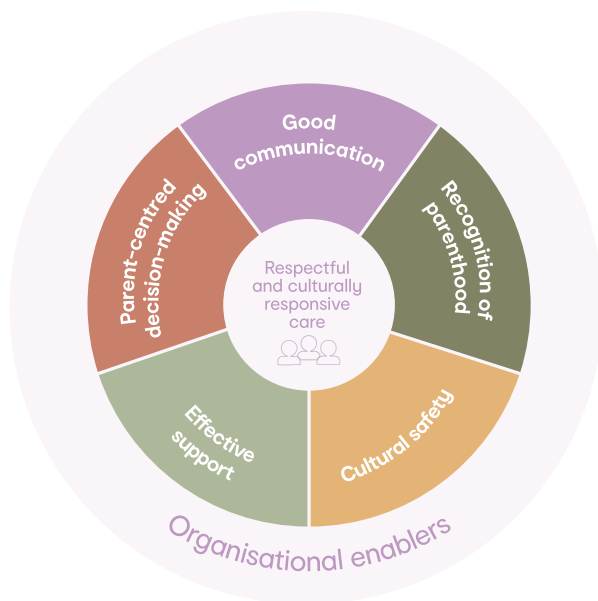 Good
communication
Recognition of
parenthood
Cultural safety
Effective
support
Parent-centred
decision-making
Respectful
and culturally
responsive
care
Organisational enablers